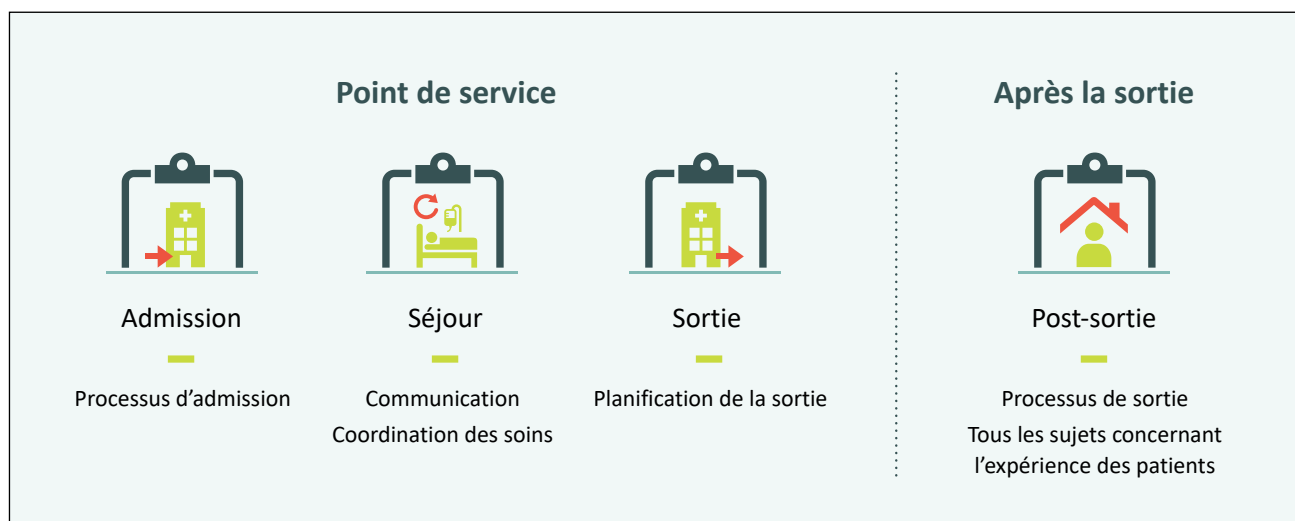 Point de service
Après la sortie
Admission
Séjour
Sortie
Post-sortie
Processus d’admission
Communication
Coordination des soins
Planification de la sortie
Processus de sortie
Tous les sujets concernant
l’expérience des patients